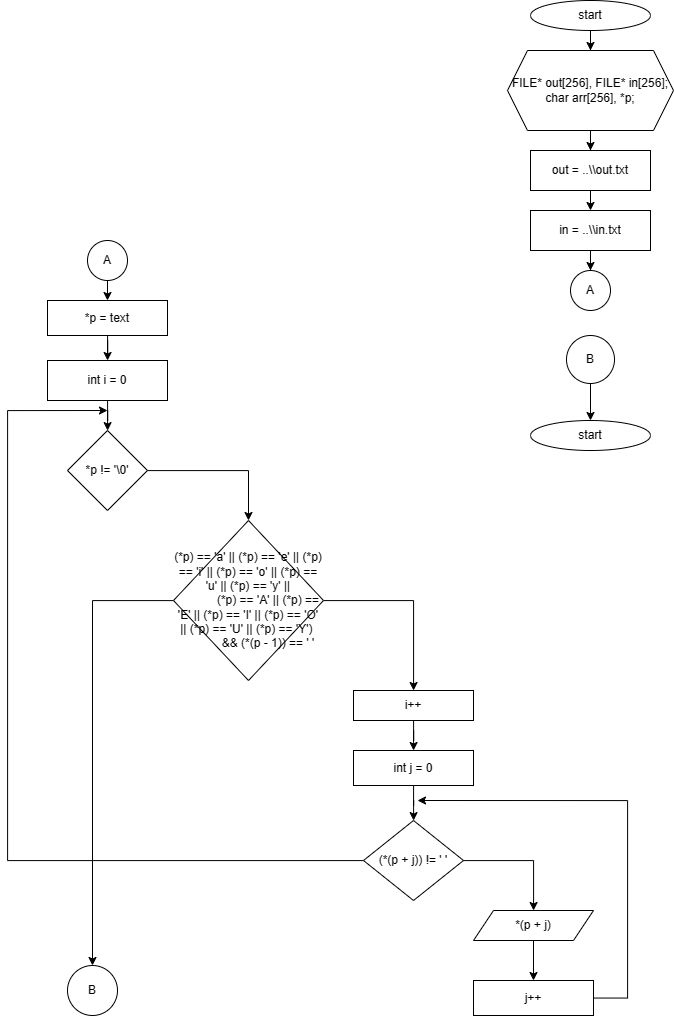 start
FILE* out[256], FILE* in[256];
char arr[256], *p;
out = ..\\out.txt
in = ..\\in.txt
A
A
*p = text
int i = 0
*p != '\0'
B
start
(*p) == 'a' || (*p) == 'e' || (*p)
== 'i' || (*p) == 'o' || (*p) ==
'u' || (*p) == 'y' ||
(*p) == 'A' || (*p) ==
'E' || (*p) == 'I' || (*p) == 'O'
|| (*p) == 'U' || (*p) == 'Y')
&& (*(p - 1)) == ' '
i++
int j = 0
(*(p + j)) != ' '
*(p + j)
j++
B